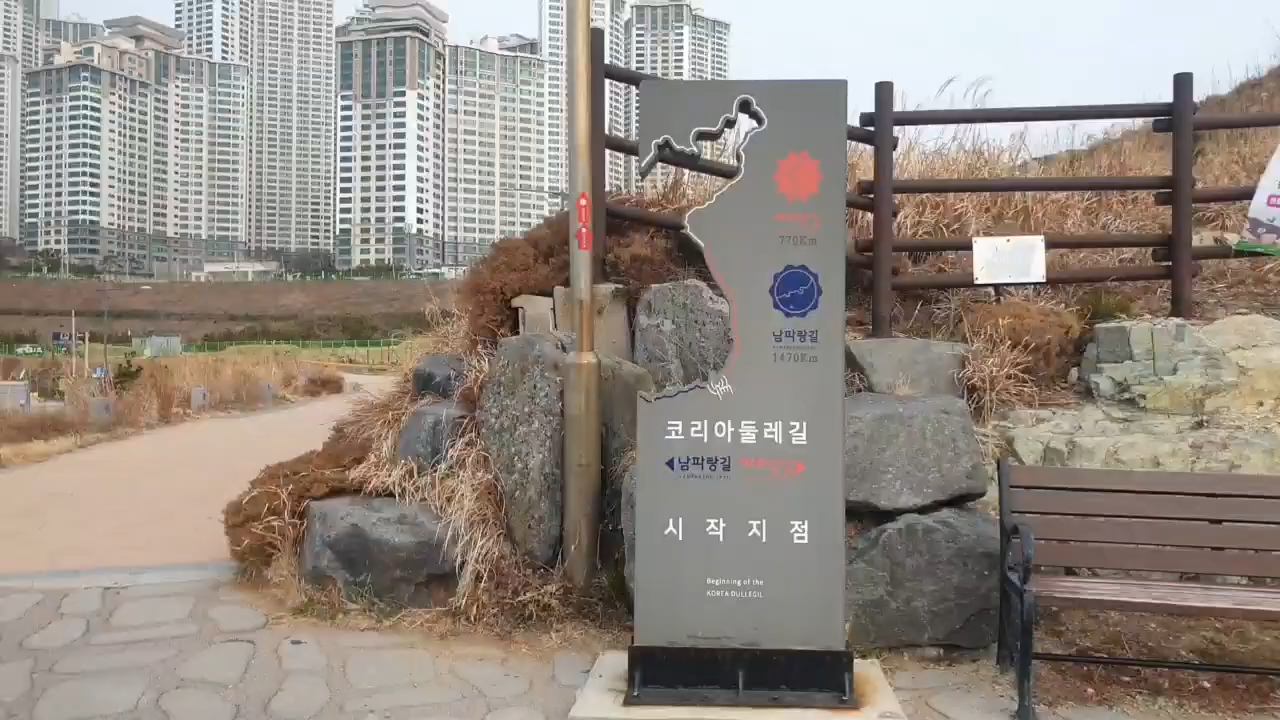 770Km
남파랑길
1470Km
코리아둘레길
남파랑길
시작지점
Beginning of the
KOREA DULLEGIL